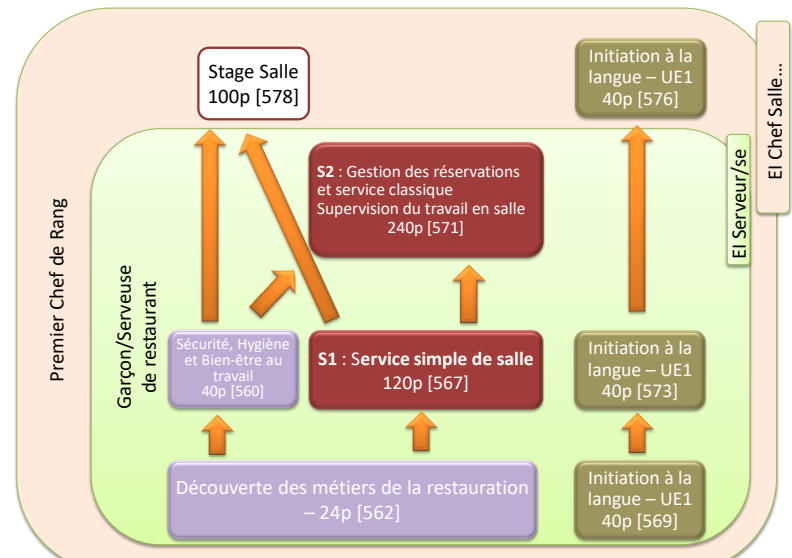 Stage Salle
100p [578]
Initiation à la
langue – UE1
40p [576]
EI Chef Salle...
EI Serveur/se
Premier Chef de Rang
Garçon/Serveuse
de restaurant
S2 : Gestion des réservations
et service classique
Supervision du travail en salle
240p [571]
Sécurité, Hygiène
et Bien-être au
travail
40p [560]
S1 : Service simple de salle
120p [567]
Initiation à la
langue – UE1
40p [573]
Découverte des métiers de la restauration
– 24p [562]
Initiation à la
langue – UE1
40p [569]